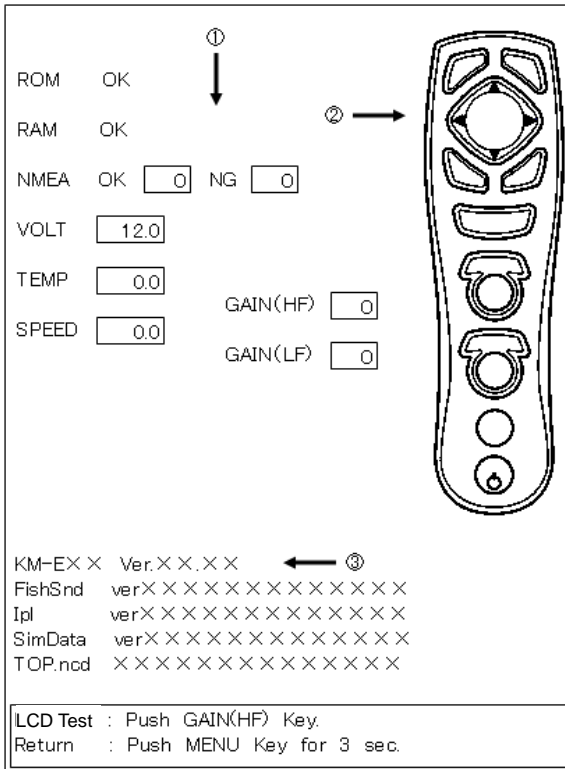 ①
ROM OK
②
RAM OK
NMEA OK 0 NG 0
VOLT 12.0
TEMP 0.0
GAIN(HF) 0
SPEED 0.0
GAIN(LF) 0
KM-E×× Ver.××.×× ③
FishSnd ver×××××××××××××
Ipl ver×××××××××××××
SimData ver×××××××××××××
TOP.ncd ××××××××××××××
LCD Test : Push GAIN(HF) Key.
Return : Push MENU Key for 3 sec.